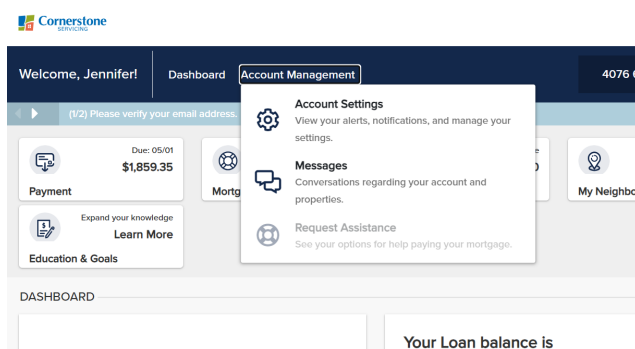 Cornerstone
SERVICING
Welcome, Jennifer!
Dashboard
Account Management
4076
(1/2) Please verify your email address.
Account Settings
View your alerts, notifications, and manage your
settings.
Messages
Conversations regarding your account and
properties.
Request Assistance
See your options for help paying your mortgage.
Due: 05/01
$1,859.35
Payment
Mortg
My Neighbo
Expand your knowledge
Learn More
Education & Goals
DASHBOARD
Your Loan balance is